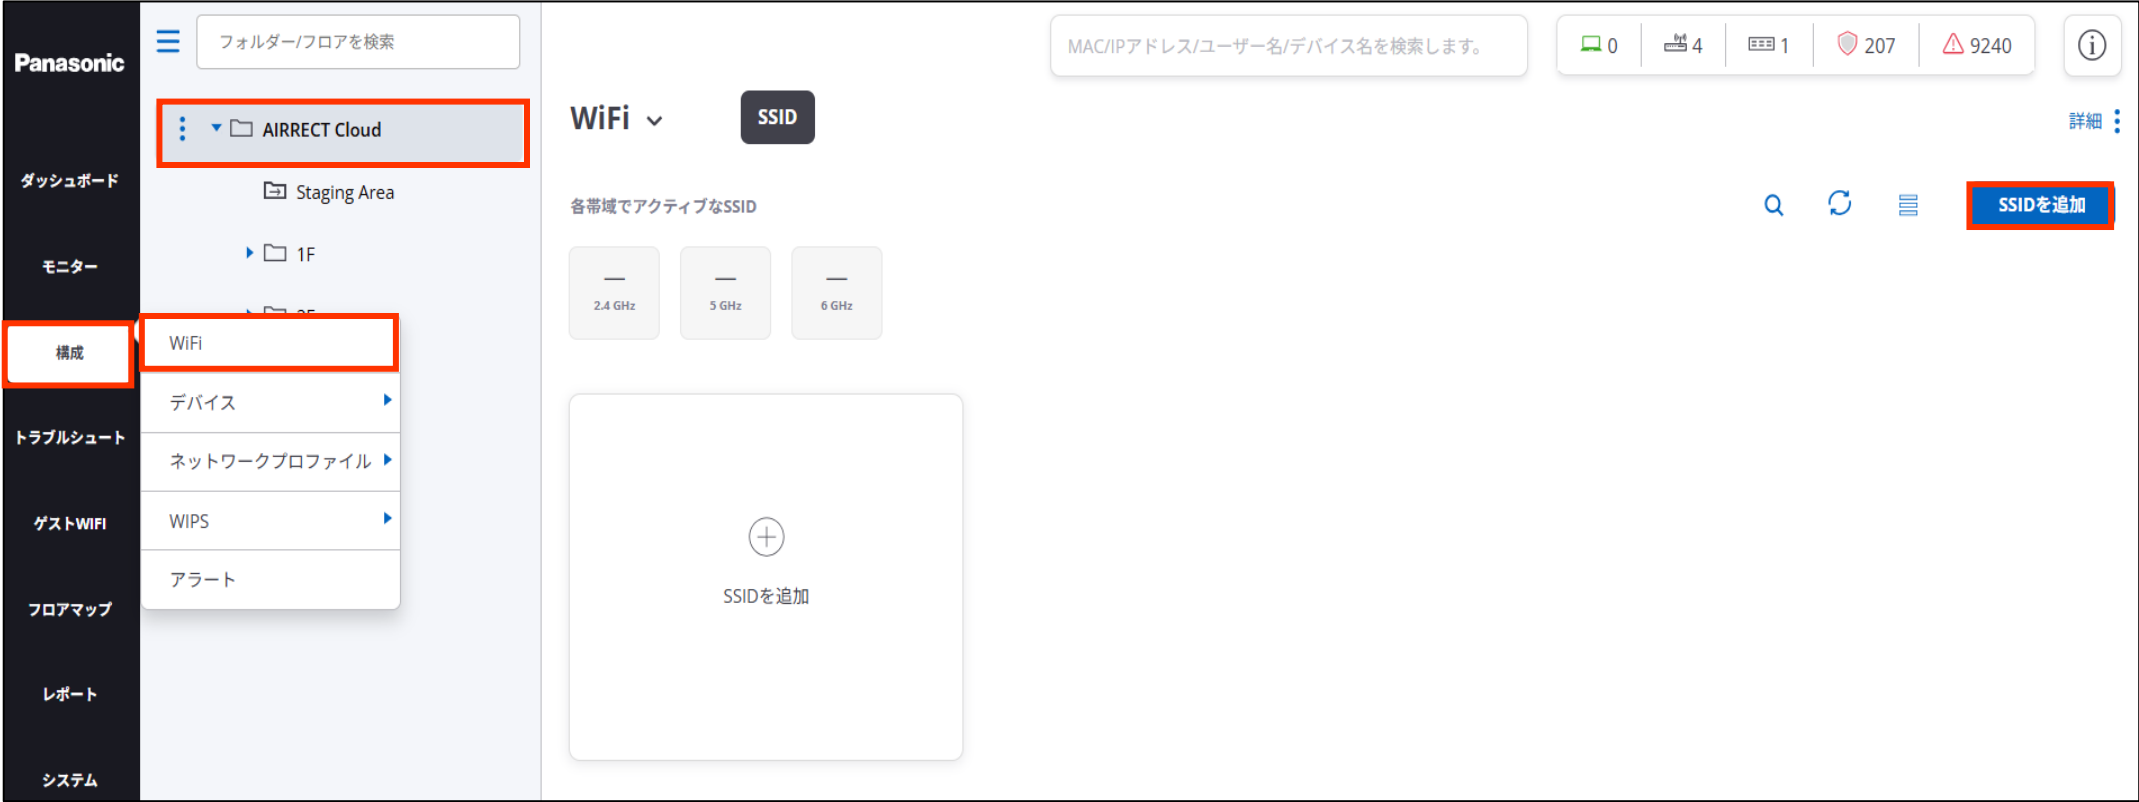 Panasonic
ダッシュボード
モニター
構成
トラブルシュート
ゲストWIFI
フロアマップ
レポート
システム
フォルダー/フロアを検索
AIRRECT Cloud
Staging Area
1F
WiFi
デバイス
ネットワークプロファイル
WIPS
アラート
MAC/IPアドレス/ユーザー名/デバイス名を検索します。
0
4
1
207
9240
WiFi
SSID
詳細
各帯域でアクティブなSSID
SSIDを追加
—
2.4 GHz
—
5 GHz
—
6 GHz
SSIDを追加